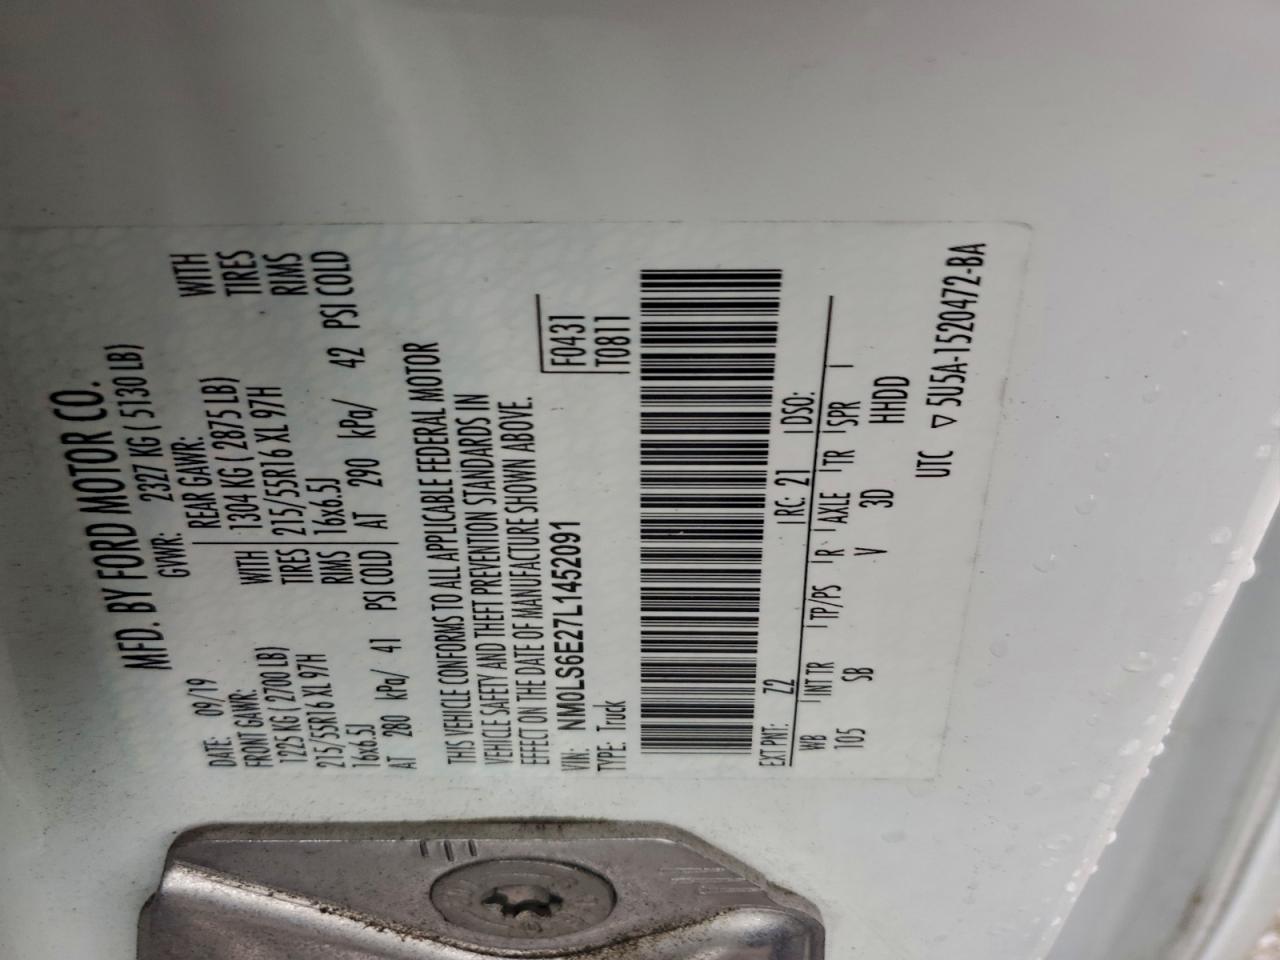 MFD. BY FORD MOTOR CO.
DATE: 09/19 GVWR: 2327 KG ( 5130 LB)
FRONT GAWR: REAR GAWR: WITH
1225 KG ( 2700 LB) WITH 1304 KG ( 2875 LB) TIRES
215/55R16 XL 97H TIRES 215/55R16 XL 97H RIMS
16x6.5J RIMS 16x6.5J
AT 280 kPa/ 41 PSI COLD AT 290 kPa/ 42 PSI COLD
THIS VEHICLE CONFORMS TO ALL APPLICABLE FEDERAL MOTOR
VEHICLE SAFETY AND THEFT PREVENTION STANDARDS IN
EFFECT ON THE DATE OF MANUFACTURE SHOWN ABOVE.
VIN: NM0LS6E27L1452091 F0431
TYPE: Truck T0811
EXT PNT: Z2 RC: 21 DSO:
WB INT TR TP/PS R AXLE TR SPR
105 SB V 3D HHDD
UTC ▽ 5U5A-1520472-BA